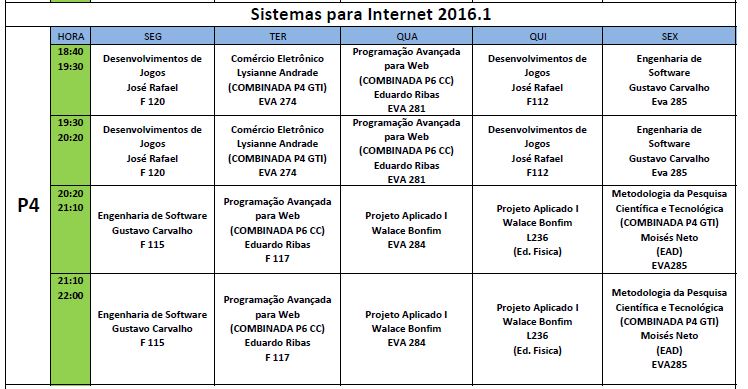 Sistemas para Internet 2016.1
HORA SEG TER QUA QUI SEX
P4
18:40
19:30
Desenvolvimentos de
Jogos
José Rafael
F 120
Comércio Eletrônico
Lysianne Andrade
(COMBINADA P4 GTI)
EVA 274
Programação Avançada
para Web
(COMBINADA P6 CC)
Eduardo Ribas
EVA 281
Desenvolvimentos de
Jogos
José Rafael
F112
Engenharia de
Software
Gustavo Carvalho
Eva 285
19:30
20:20
Desenvolvimentos de
Jogos
José Rafael
F 120
Comércio Eletrônico
Lysianne Andrade
(COMBINADA P4 GTI)
EVA 274
Programação Avançada
para Web
(COMBINADA P6 CC)
Eduardo Ribas
EVA 281
Desenvolvimentos de
Jogos
José Rafael
F112
Engenharia de
Software
Gustavo Carvalho
Eva 285
20:20
21:10
Engenharia de Software
Gustavo Carvalho
F 115
Programação Avançada
para Web
(COMBINADA P6 CC)
Eduardo Ribas
F 117
Projeto Aplicado I
Walace Bonfim
EVA 284
Projeto Aplicado I
Walace Bonfim
L236
(Ed. Fisica)
Metodologia da Pesquisa
Científica e Tecnológica
(COMBINADA P4 GTI)
Moisés Neto
(EAD)
EVA285
21:10
22:00
Engenharia de Software
Gustavo Carvalho
F 115
Programação Avançada
para Web
(COMBINADA P6 CC)
Eduardo Ribas
F 117
Projeto Aplicado I
Walace Bonfim
EVA 284
Projeto Aplicado I
Walace Bonfim
L236
(Ed. Fisica)
Metodologia da Pesquisa
Científica e Tecnológica
(COMBINADA P4 GTI)
Moisés Neto
(EAD)
EVA285